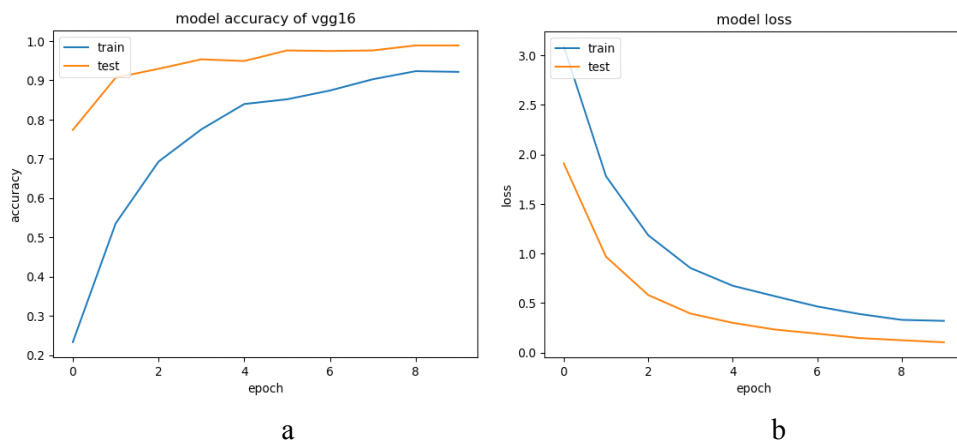 model accuracy of vgg16
1.0
0.9
0.8
0.7
0.6
0.5
0.4
0.3
0.2
accuracy
train
test
0 2 4 6 8
epoch
a
model loss
3.0
2.5
2.0
1.5
1.0
0.5
0.0
loss
train
test
0 2 4 6 8
epoch
b